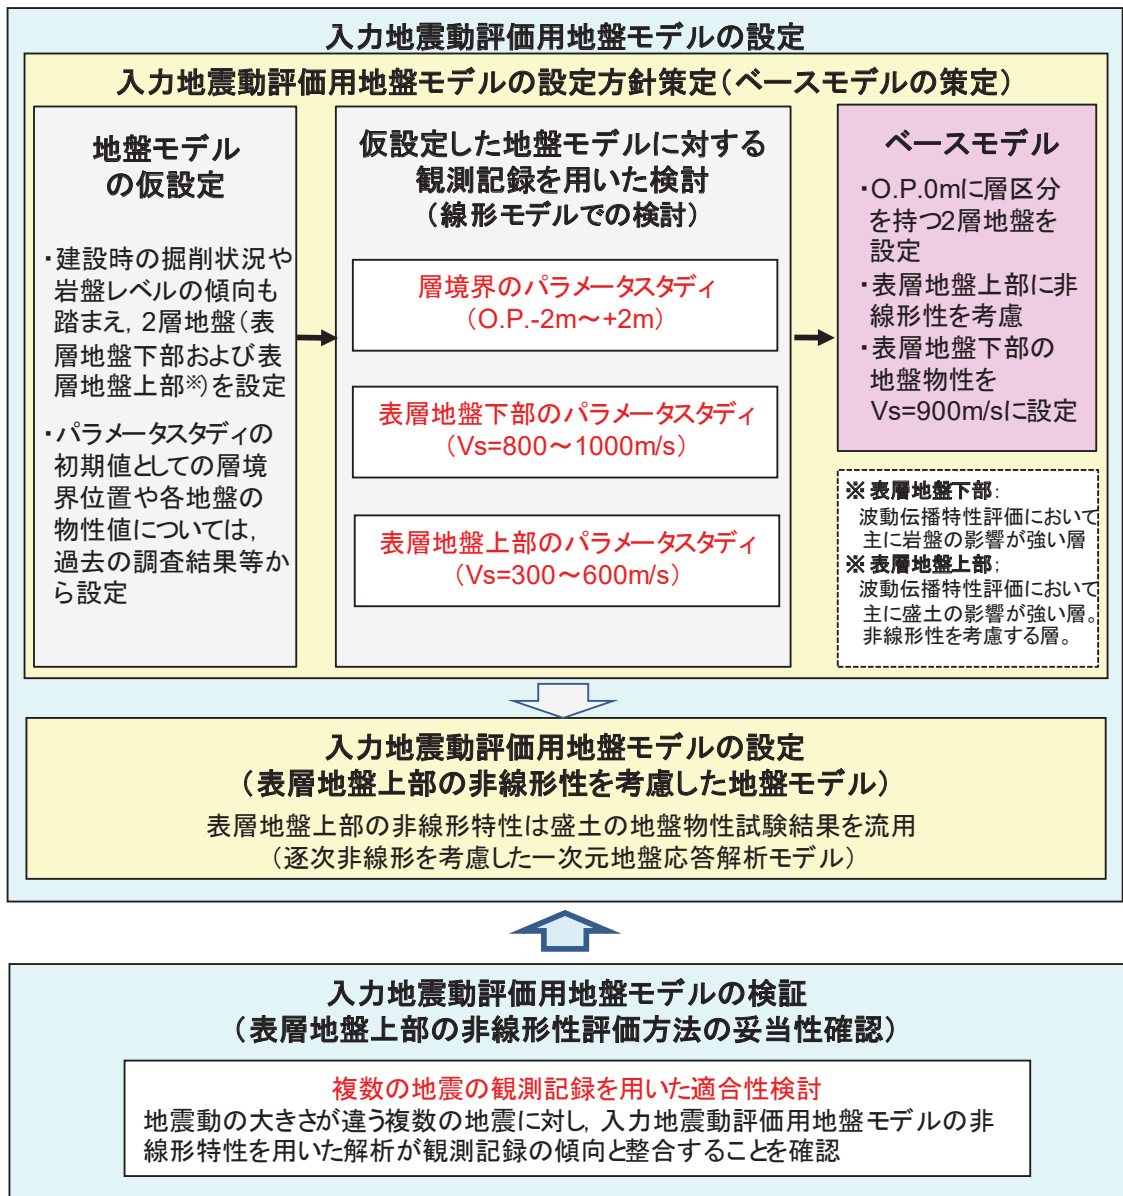 入力地震動評価用地盤モデルの設定
入力地震動評価用地盤モデルの設定方針策定（ベースモデルの策定）
地盤モデル
の仮設定
・建設時の掘削状況や
岩盤レベルの傾向も
踏まえ，2層地盤（表
層地盤下部および表
層地盤上部※）を設定
・パラメータスタディの
初期値としての層境
界位置や各地盤の
物性値については，
過去の調査結果等か
ら設定
仮設定した地盤モデルに対する
観測記録を用いた検討
（線形モデルでの検討）
層境界のパラメータスタディ
（O.P.-2m～+2m）
表層地盤下部のパラメータスタディ
（Vs=800～1000m/s）
表層地盤上部のパラメータスタディ
（Vs=300～600m/s）
ベースモデル
・O.P.0mに層区分
を持つ2層地盤を
設定
・表層地盤上部に非
線形性を考慮
・表層地盤下部の
地盤物性を
Vs=900m/sに設定
※ 表層地盤下部：
波動伝播特性評価において
主に岩盤の影響が強い層
※ 表層地盤上部；
波動伝播特性評価において
主に盛土の影響が強い層。
非線形性を考慮する層。
入力地震動評価用地盤モデルの設定
（表層地盤上部の非線形性を考慮した地盤モデル）
表層地盤上部の非線形特性は盛土の地盤物性試験結果を流用
（逐次非線形を考慮した一次元地盤応答解析モデル）
入力地震動評価用地盤モデルの検証
（表層地盤上部の非線形性評価方法の妥当性確認）
複数の地震の観測記録を用いた適合性検討
地震動の大きさが違う複数の地震に対し，入力地震動評価用地盤モデルの非
線形特性を用いた解析が観測記録の傾向と整合することを確認